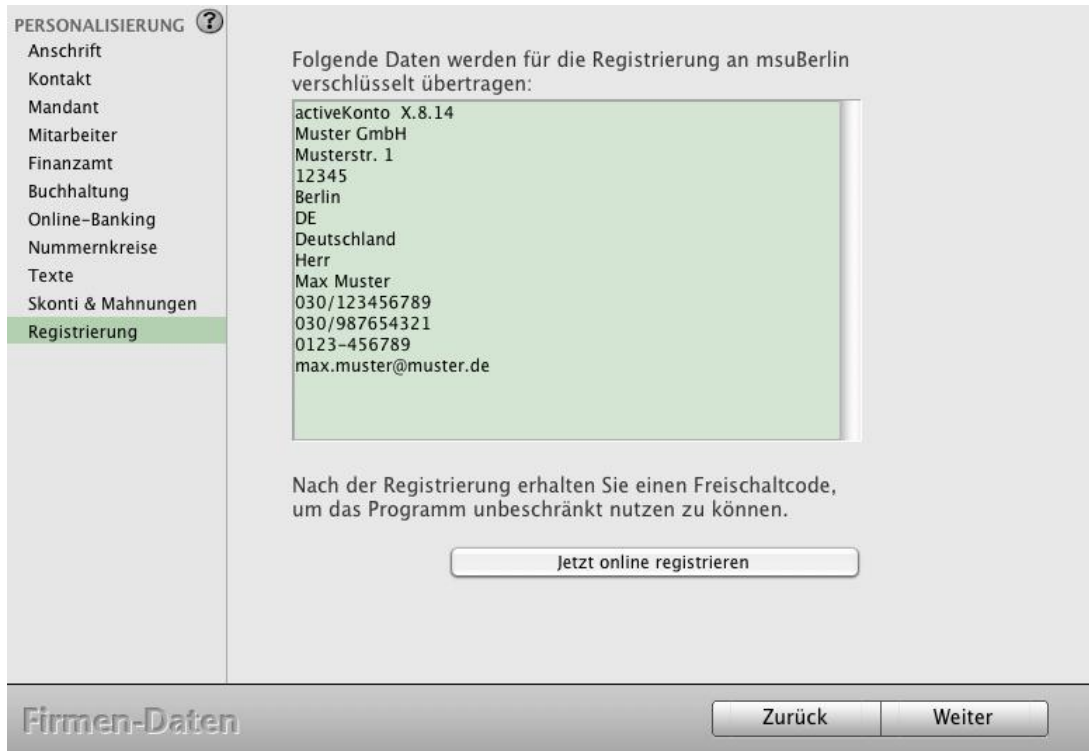 PERSONALISIERUNG ?
Anschrift
Kontakt
Mandant
Mitarbeiter
Finanzamt
Buchhaltung
Online-Banking
Nummernkreise
Texte
Skonti & Mahnungen
Registrierung
Folgende Daten werden für die Registrierung an msuBerlin
verschlüsselt übertragen:
activeKonto X.8.14
Muster GmbH
Musterstr. 1
12345
Berlin
DE
Deutschland
Herr
Max Muster
030/123456789
030/987654321
0123-456789
max.muster@muster.de
Nach der Registrierung erhalten Sie einen Freischaltcode,
um das Programm unbeschränkt nutzen zu können.
Jetzt online registrieren
Firmen-Daten
Zurück
Weiter